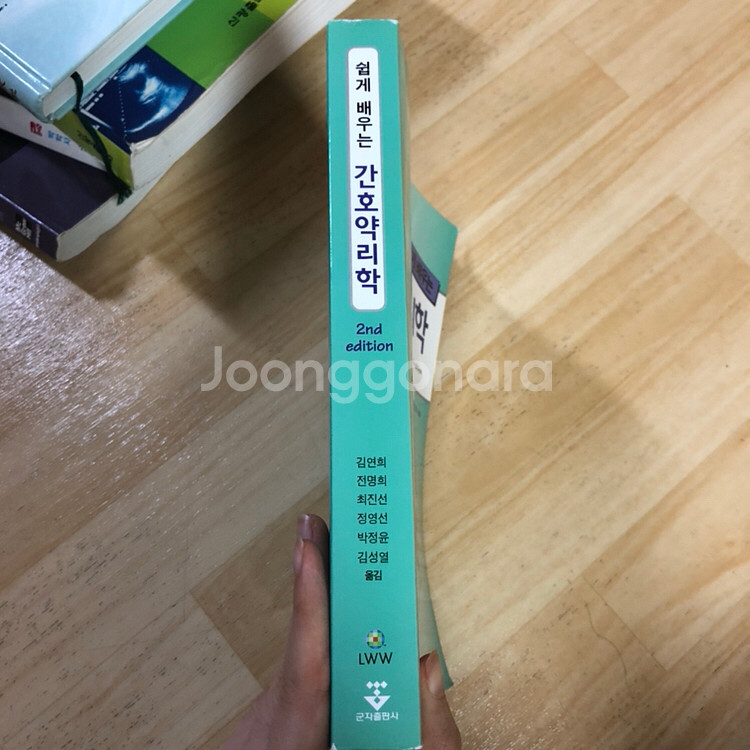 쉽게 배우는 간호약리학
2nd
edition
김연희
전명희
최진선
정영선
박정윤
김성열
옮김
LWW
군자출판사
Joonggonara
학